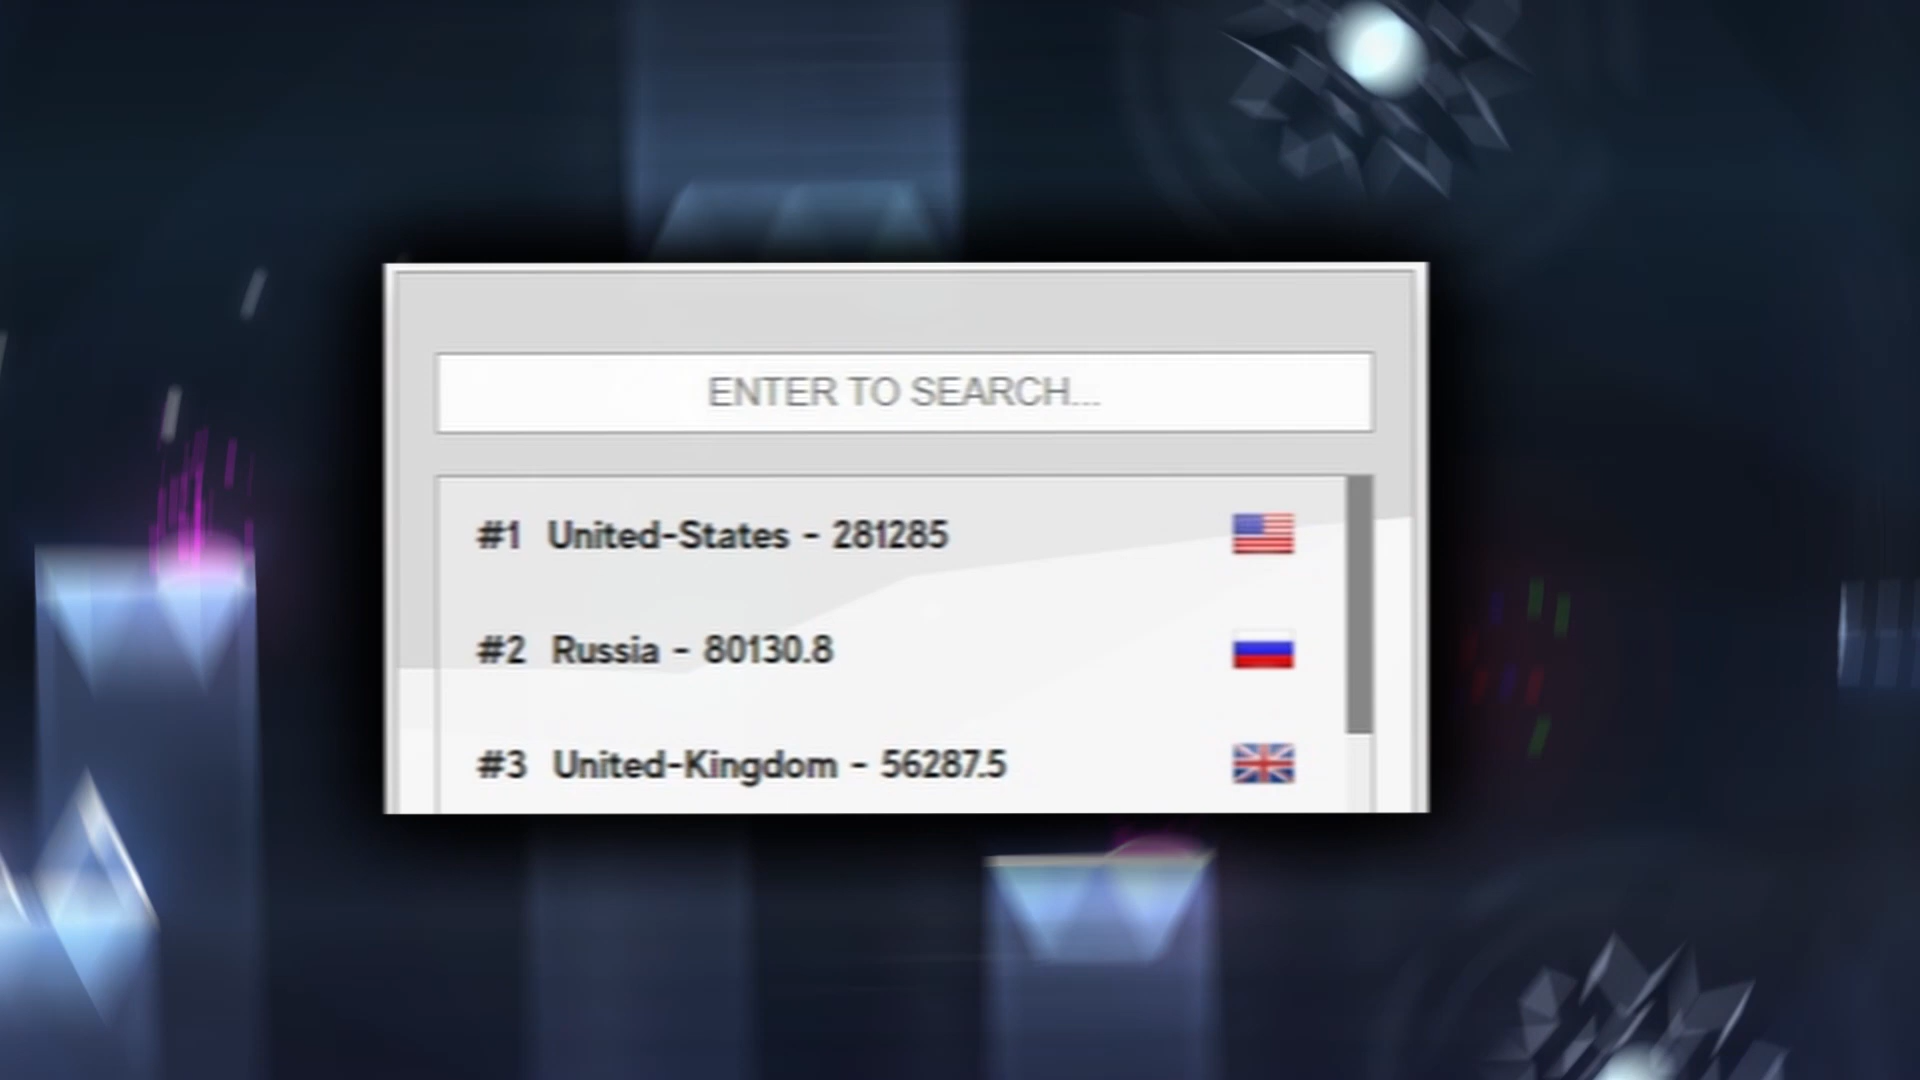 ENTER TO SEARCH...
#1 United-States - 281285
#2 Russia - 80130.8
#3 United-Kingdom - 56287.5